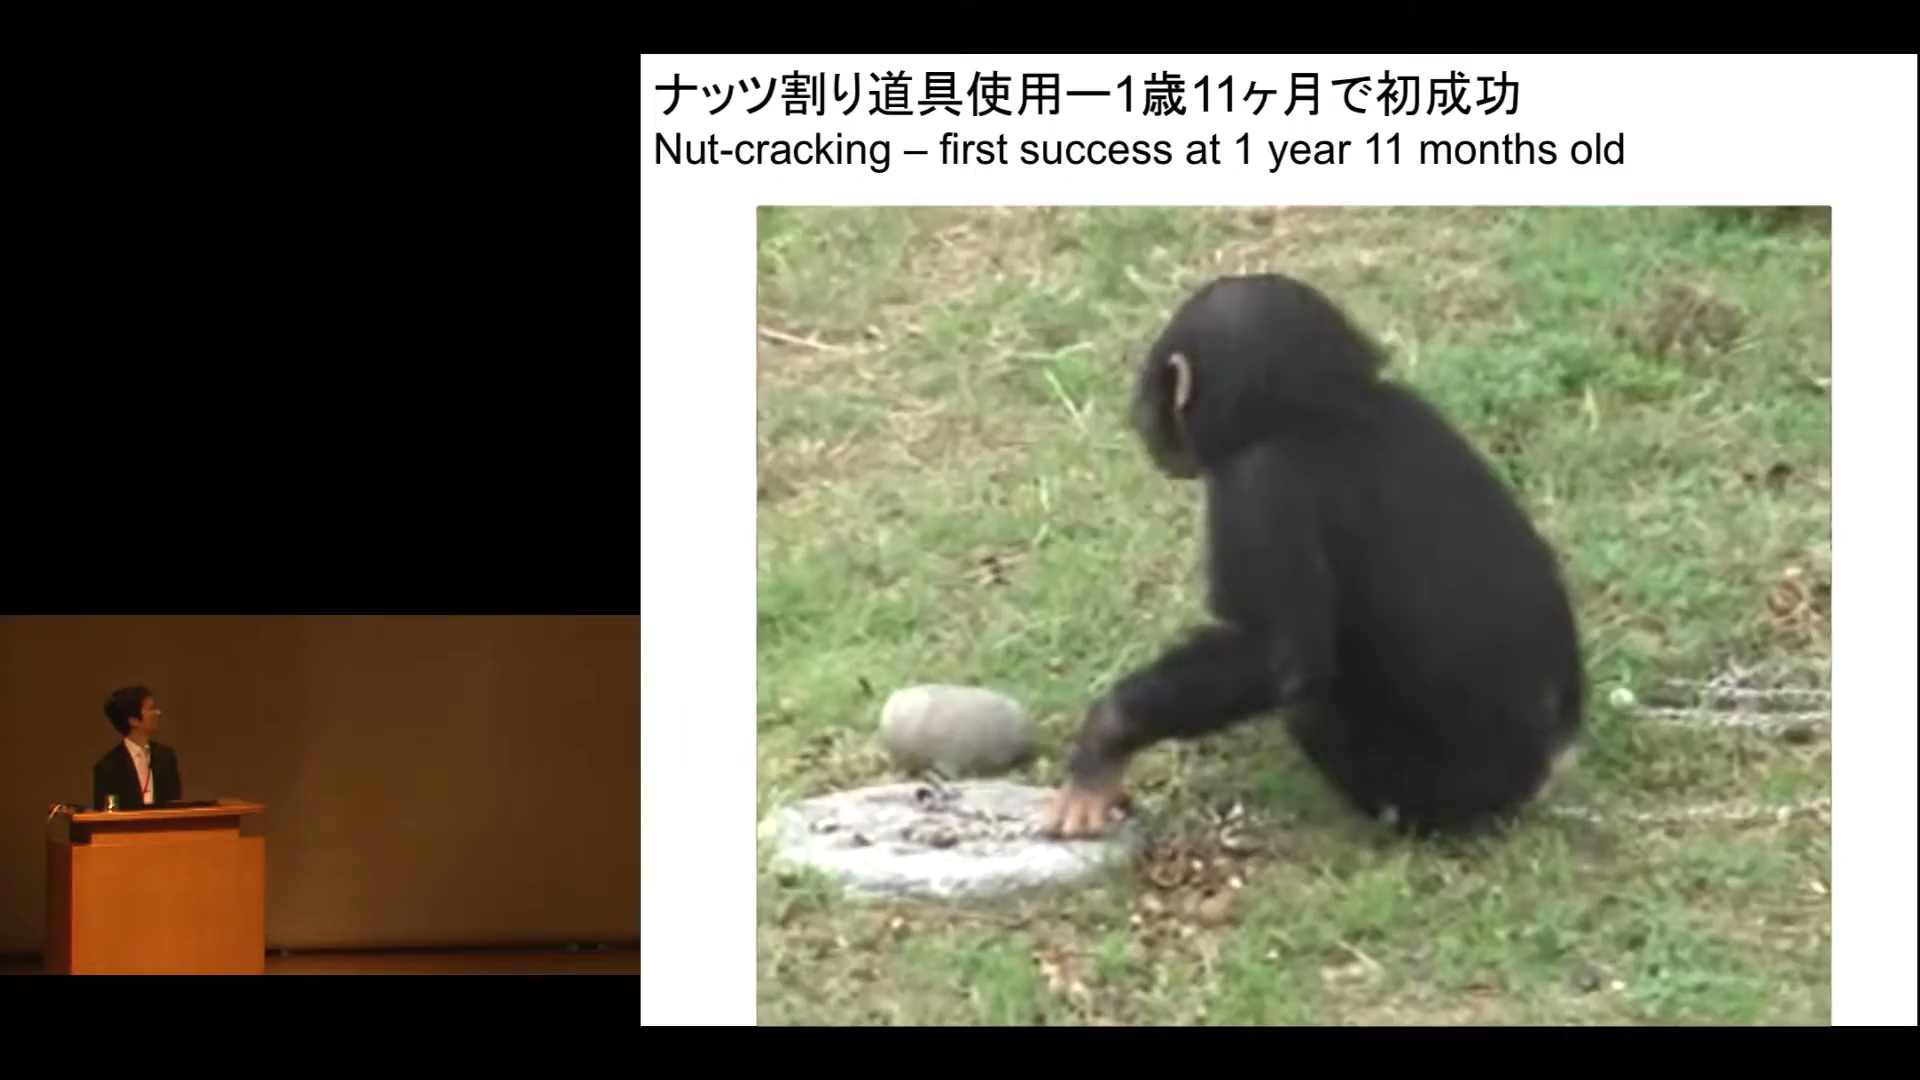 ナッツ割り道具使用ー1歳11ヶ月で初成功
Nut-cracking – first success at 1 year 11 months old